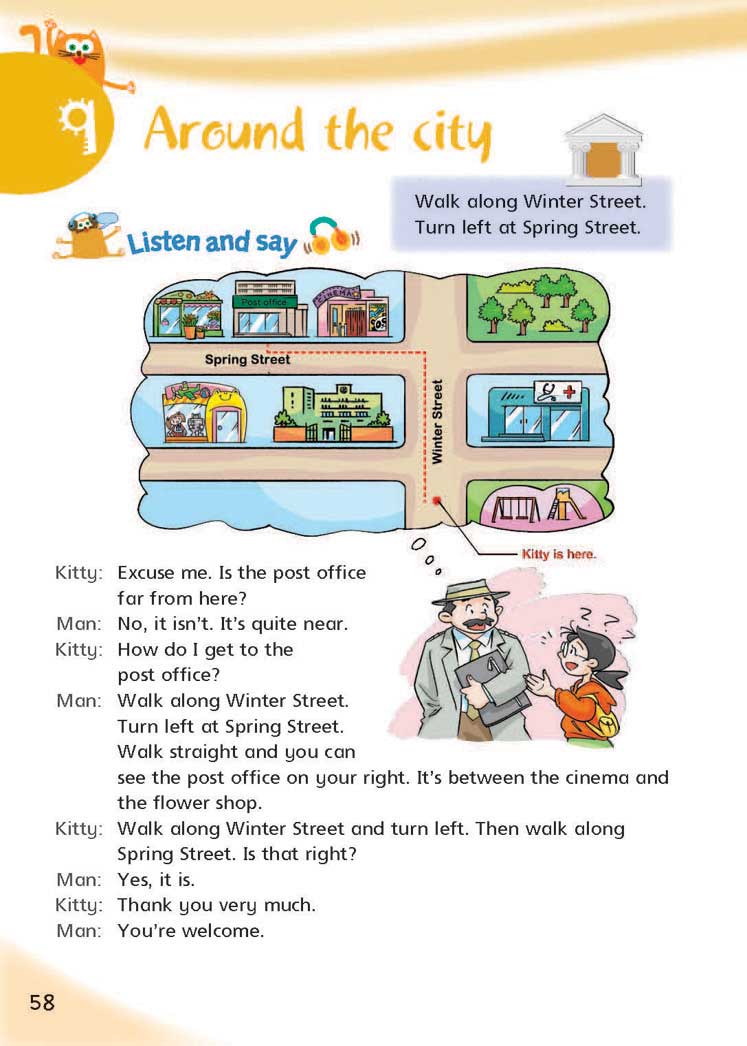 9
Around the city
Walk along Winter Street.
Turn left at Spring Street.
Listen and say
Post office
CINEMA
SOS
Spring Street
Winter Street
Kitty is here.
Kitty: Excuse me. Is the post office
far from here?
Man: No, it isn't. It's quite near.
Kitty: How do I get to the
post office?
Man: Walk along Winter Street.
Turn left at Spring Street.
Walk straight and you can
see the post office on your right. It's between the cinema and
the flower shop.
Kitty: Walk along Winter Street and turn left. Then walk along
Spring Street. Is that right?
Man: Yes, it is.
Kitty: Thank you very much.
Man: You're welcome.
? ? ?
58